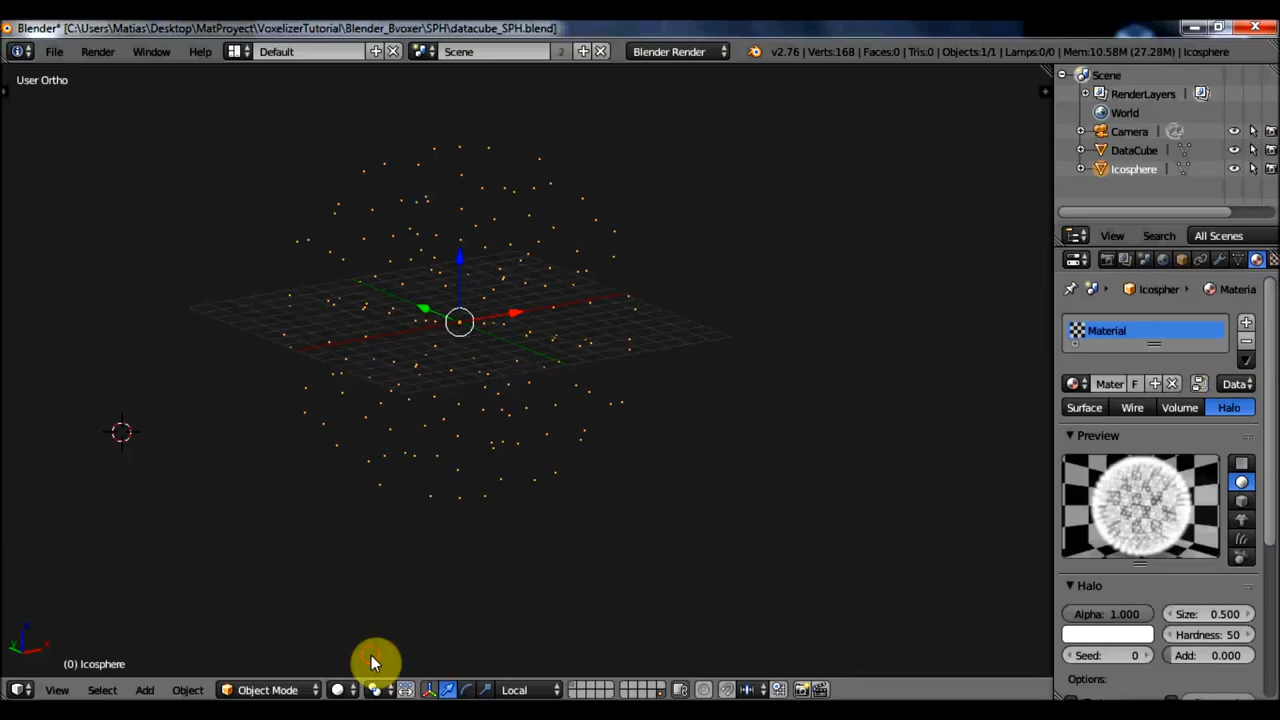 Blender* [C:\Users\Matias\Desktop\MatProyect\VoxelizerTutorial\Blender_Bvoxer\SPH\datacube_SPH.blend]
File Render Window Help Default Scene 2 Blender Render v2.76 | Verts:168 | Faces:0 | Tris:0 | Objects:1/1 | Lamps:0/0 | Mem:10.58M (27.28M) | Icosphere
User Ortho
Scene
RenderLayers
World
Camera
DataCube
Icosphere
View Search All Scenes
Icospher Materia
Material
Mater F Data
Surface Wire Volume Halo
Preview
Halo
Alpha: 1.000 Size: 0.500
Hardness: 50
Seed: 0 Add: 0.000
Options:
(0) Icosphere
View Select Add Object Object Mode Local